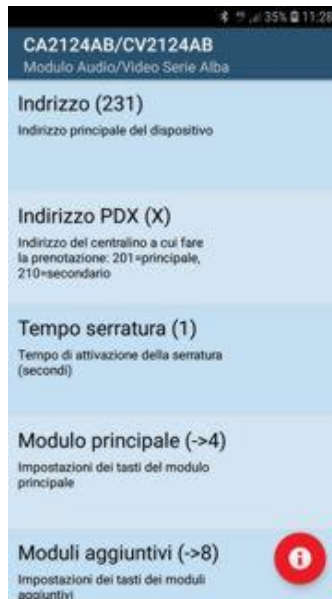 35% 11:28
CA2124AB/CV2124AB
Modulo Audio/Video Serie Alba
Indrizzo (231)
Indirizzo principale del dispositivo
Indirizzo PDX (X)
Indirizzo del centralino a cui fare
la prenotazione: 201=principale,
210=secondario
Tempo serratura (1)
Tempo di attivazione della serratura
(secondi)
Modulo principale (->4)
Impostazioni dei tasti del modulo
principale
Moduli aggiuntivi (->8)
Impostazioni dei tasti dei moduli
aggiuntivi